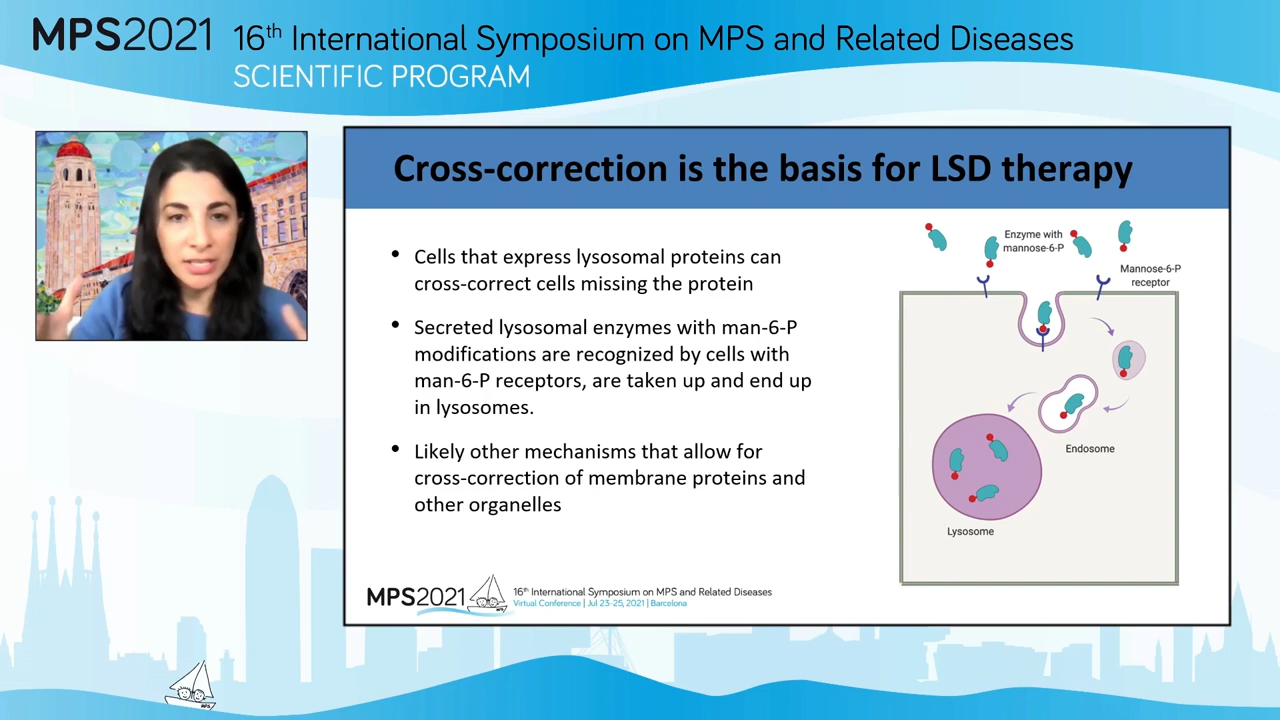 MPS2021 16th International Symposium on MPS and Related Diseases
SCIENTIFIC PROGRAM
Cross-correction is the basis for LSD therapy
• Cells that express lysosomal proteins can
cross-correct cells missing the protein
• Secreted lysosomal enzymes with man-6-P
modifications are recognized by cells with
man-6-P receptors, are taken up and end up
in lysosomes.
• Likely other mechanisms that allow for
cross-correction of membrane proteins and
other organelles
Enzyme with
mannose-6-P
Mannose-6-P
receptor
Endosome
Lysosome
MPS2021
16th International Symposium on MPS and Related Diseases
Virtual Conference | Jul 23-25, 2021 | Barcelona
MPS
MPS